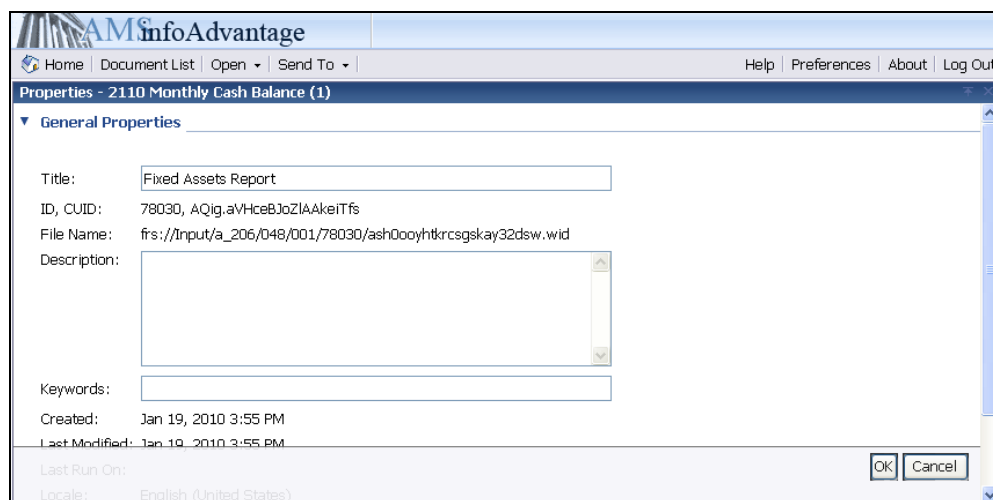 AMS infoAdvantage
Home | Document List | Open | Send To | Help | Preferences | About | Log Out
Properties - 2110 Monthly Cash Balance (1)
General Properties
Title: Fixed Assets Report
ID, CUID: 78030, AQig.aVHceBJoZlAAkeiTfs
File Name: frs://Input/a_206/048/001/78030/ash0ooyhtkrcsgskay32dsw.wid
Description:
Keywords:
Created: Jan 19, 2010 3:55 PM
Last Modified: Jan 19, 2010 3:55 PM
Last Run On:
OK Cancel
Locale: English (United States)